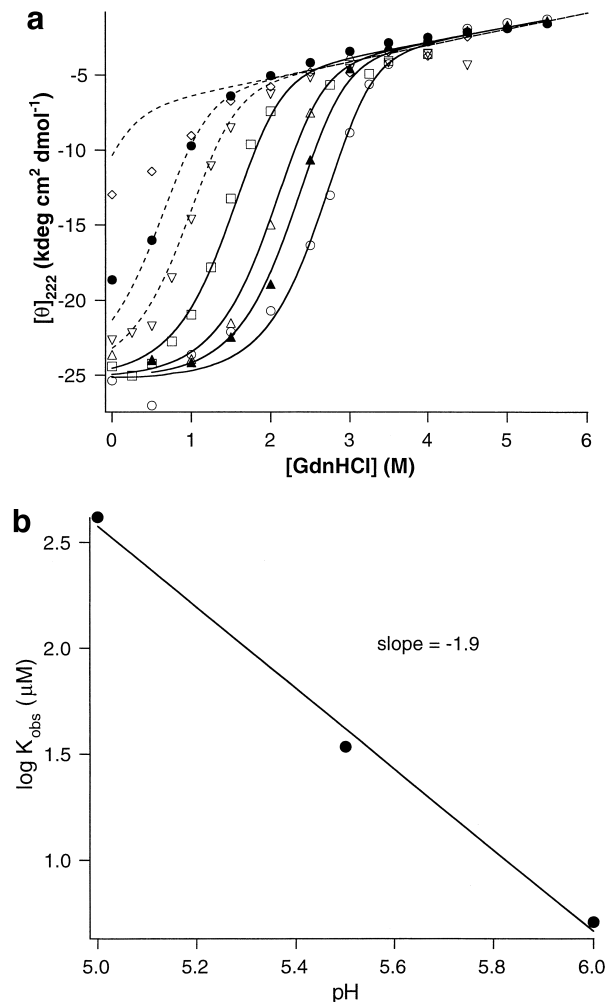 a
-5
-10
-15
-20
-25
[θ]222 (kdeg cm2 dmol-1)
0 1 2 3 4 5 6
[GdnHCl] (M)
b
2.5
2.0
1.5
1.0
log Kobs (μM)
slope = -1.9
5.0 5.2 5.4 5.6 5.8 6.0
pH